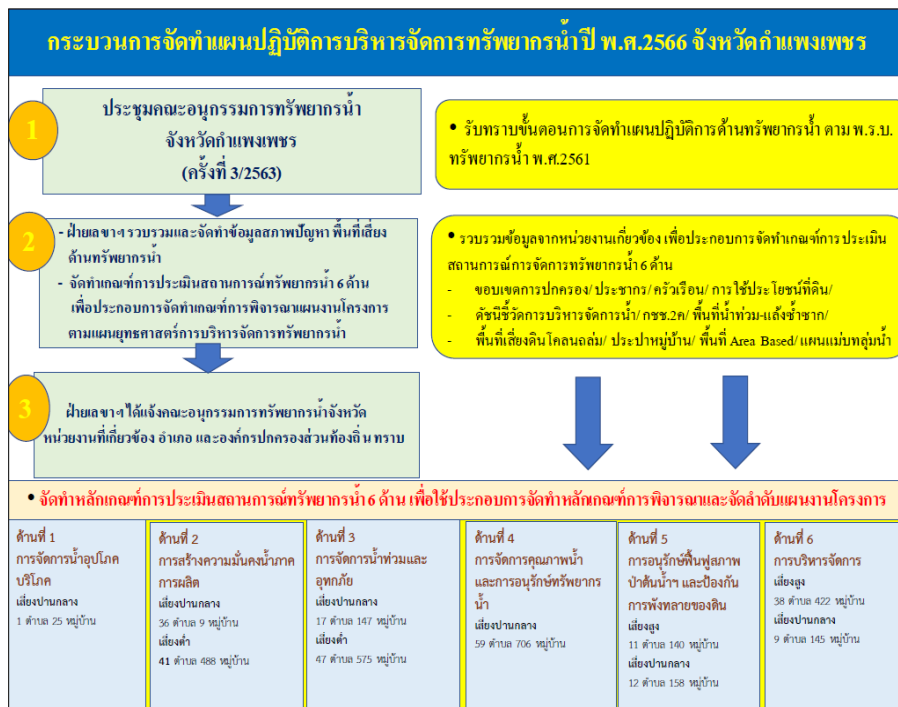 กระบวนการจัดทำแผนปฏิบัติการบริหารจัดการทรัพยากรน้ำ ปี พ.ศ.2566 จังหวัดกำแพงเพชร
1
ประชุมคณะอนุกรรมการทรัพยากรน้ำ
จังหวัดกำแพงเพชร
(ครั้งที่ 3/2563)
• รับทราบขั้นตอนการจัดทำแผนปฏิบัติการด้านทรัพยากรน้ำ ตาม พ.ร.บ.
ทรัพยากรน้ำ พ.ศ.2561
2
- ฝ่ายเลขาฯ รวบรวมและจัดทำข้อมูลสภาพปัญหา พื้นที่เสี่ยง
ด้านทรัพยากรน้ำ
- จัดทำเกณฑ์การประเมินสถานการณ์ทรัพยากรน้ำ 6 ด้าน
เพื่อประกอบการจัดทำเกณฑ์การพิจารณาแผนงานโครงการ
ตามแผนยุทธศาสตร์การบริหารจัดการทรัพยากรน้ำ
• รวบรวมข้อมูลจากหน่วยงานเกี่ยวข้อง เพื่อประกอบการจัดทำเกณฑ์การประเมิน
สถานการณ์การจัดการทรัพยากรน้ำ 6 ด้าน
- ขอบเขตการปกครอง/ ประชากร/ ครัวเรือน/ การใช้ประโยชน์ที่ดิน/
- ดัชนีชี้วัดการบริหารจัดการน้ำ/ กชช.2ค/ พื้นที่น้ำท่วม-แล้งซ้ำซาก/
- พื้นที่เสี่ยงดินโคลนถล่ม/ ประปาหมู่บ้าน/ พื้นที่ Area Based/ แผนแม่บทลุ่มน้ำ
3
ฝ่ายเลขาฯ ได้แจ้งคณะอนุกรรมการทรัพยากรน้ำจังหวัด
หน่วยงานที่เกี่ยวข้อง อำเภอ และองค์กรปกครองส่วนท้องถิ่น ทราบ
• จัดทำหลักเกณฑ์การประเมินสถานการณ์ทรัพยากรน้ำ 6 ด้าน เพื่อใช้ประกอบการจัดทำหลักเกณฑ์การพิจารณาและจัดลำดับแผนงานโครงการ
ด้านที่ 1
การจัดการน้ำอุปโภค
บริโภค
เสี่ยงปานกลาง
1 ตำบล 25 หมู่บ้าน
ด้านที่ 2
การสร้างความมั่นคงน้ำภาค
การผลิต
เสี่ยงปานกลาง
36 ตำบล 9 หมู่บ้าน
เสี่ยงต่ำ
41 ตำบล 488 หมู่บ้าน
ด้านที่ 3
การจัดการน้ำท่วมและ
อุทกภัย
เสี่ยงปานกลาง
17 ตำบล 147 หมู่บ้าน
เสี่ยงต่ำ
47 ตำบล 575 หมู่บ้าน
ด้านที่ 4
การจัดการคุณภาพน้ำ
และการอนุรักษ์ทรัพยากร
น้ำ
เสี่ยงปานกลาง
59 ตำบล 706 หมู่บ้าน
ด้านที่ 5
การอนุรักษ์ฟื้นฟูสภาพ
ป่าต้นน้ำฯ และป้องกัน
การพังทลายของดิน
เสี่ยงสูง
11 ตำบล 140 หมู่บ้าน
เสี่ยงปานกลาง
12 ตำบล 158 หมู่บ้าน
ด้านที่ 6
การบริหารจัดการ
เสี่ยงสูง
38 ตำบล 422 หมู่บ้าน
เสี่ยงปานกลาง
9 ตำบล 145 หมู่บ้าน